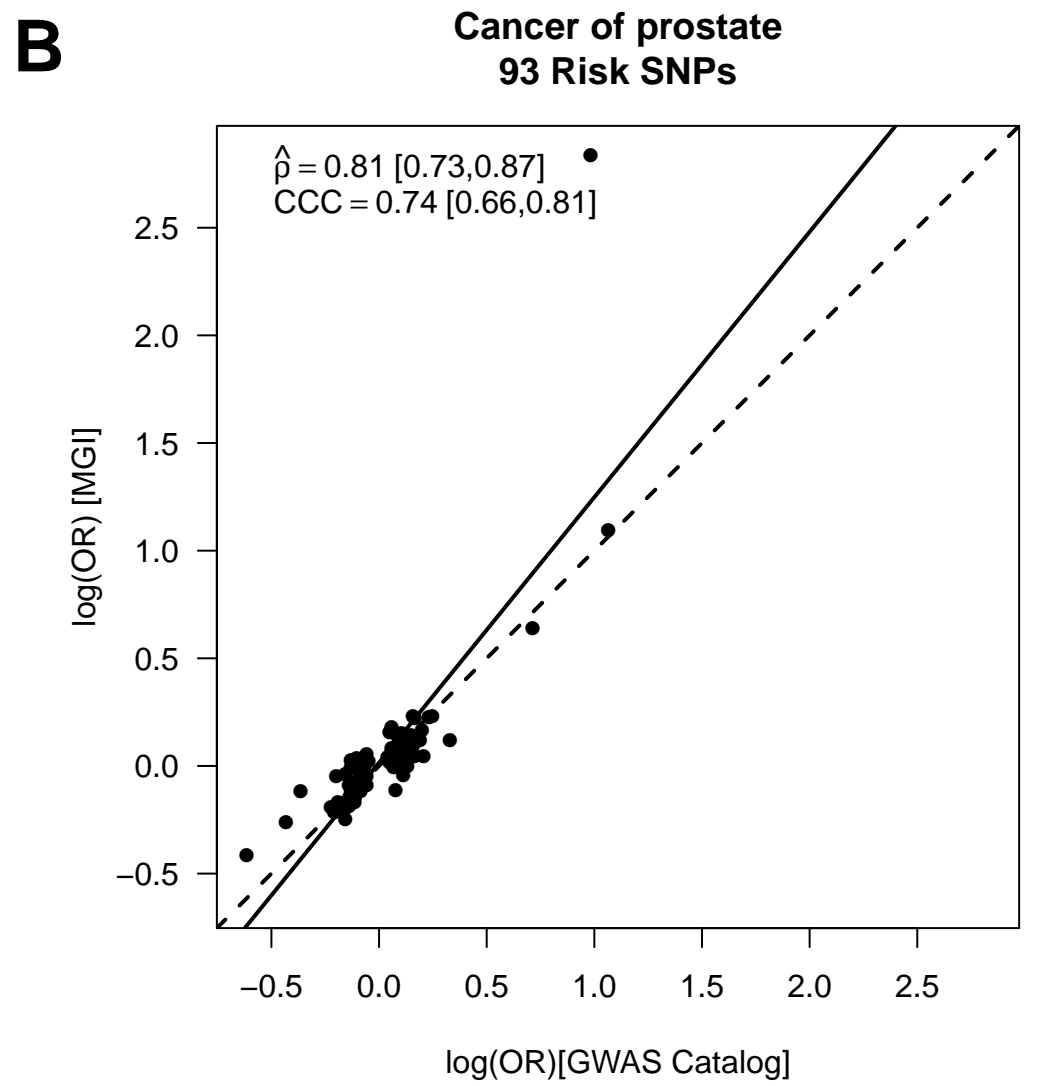 B
Cancer of prostate
93 Risk SNPs
ρ̂ = 0.81 [0.73,0.87]
CCC = 0.74 [0.66,0.81]
2.5
2.0
1.5
1.0
0.5
0.0
−0.5
log(OR) [MGI]
−0.5 0.0 0.5 1.0 1.5 2.0 2.5
log(OR)[GWAS Catalog]